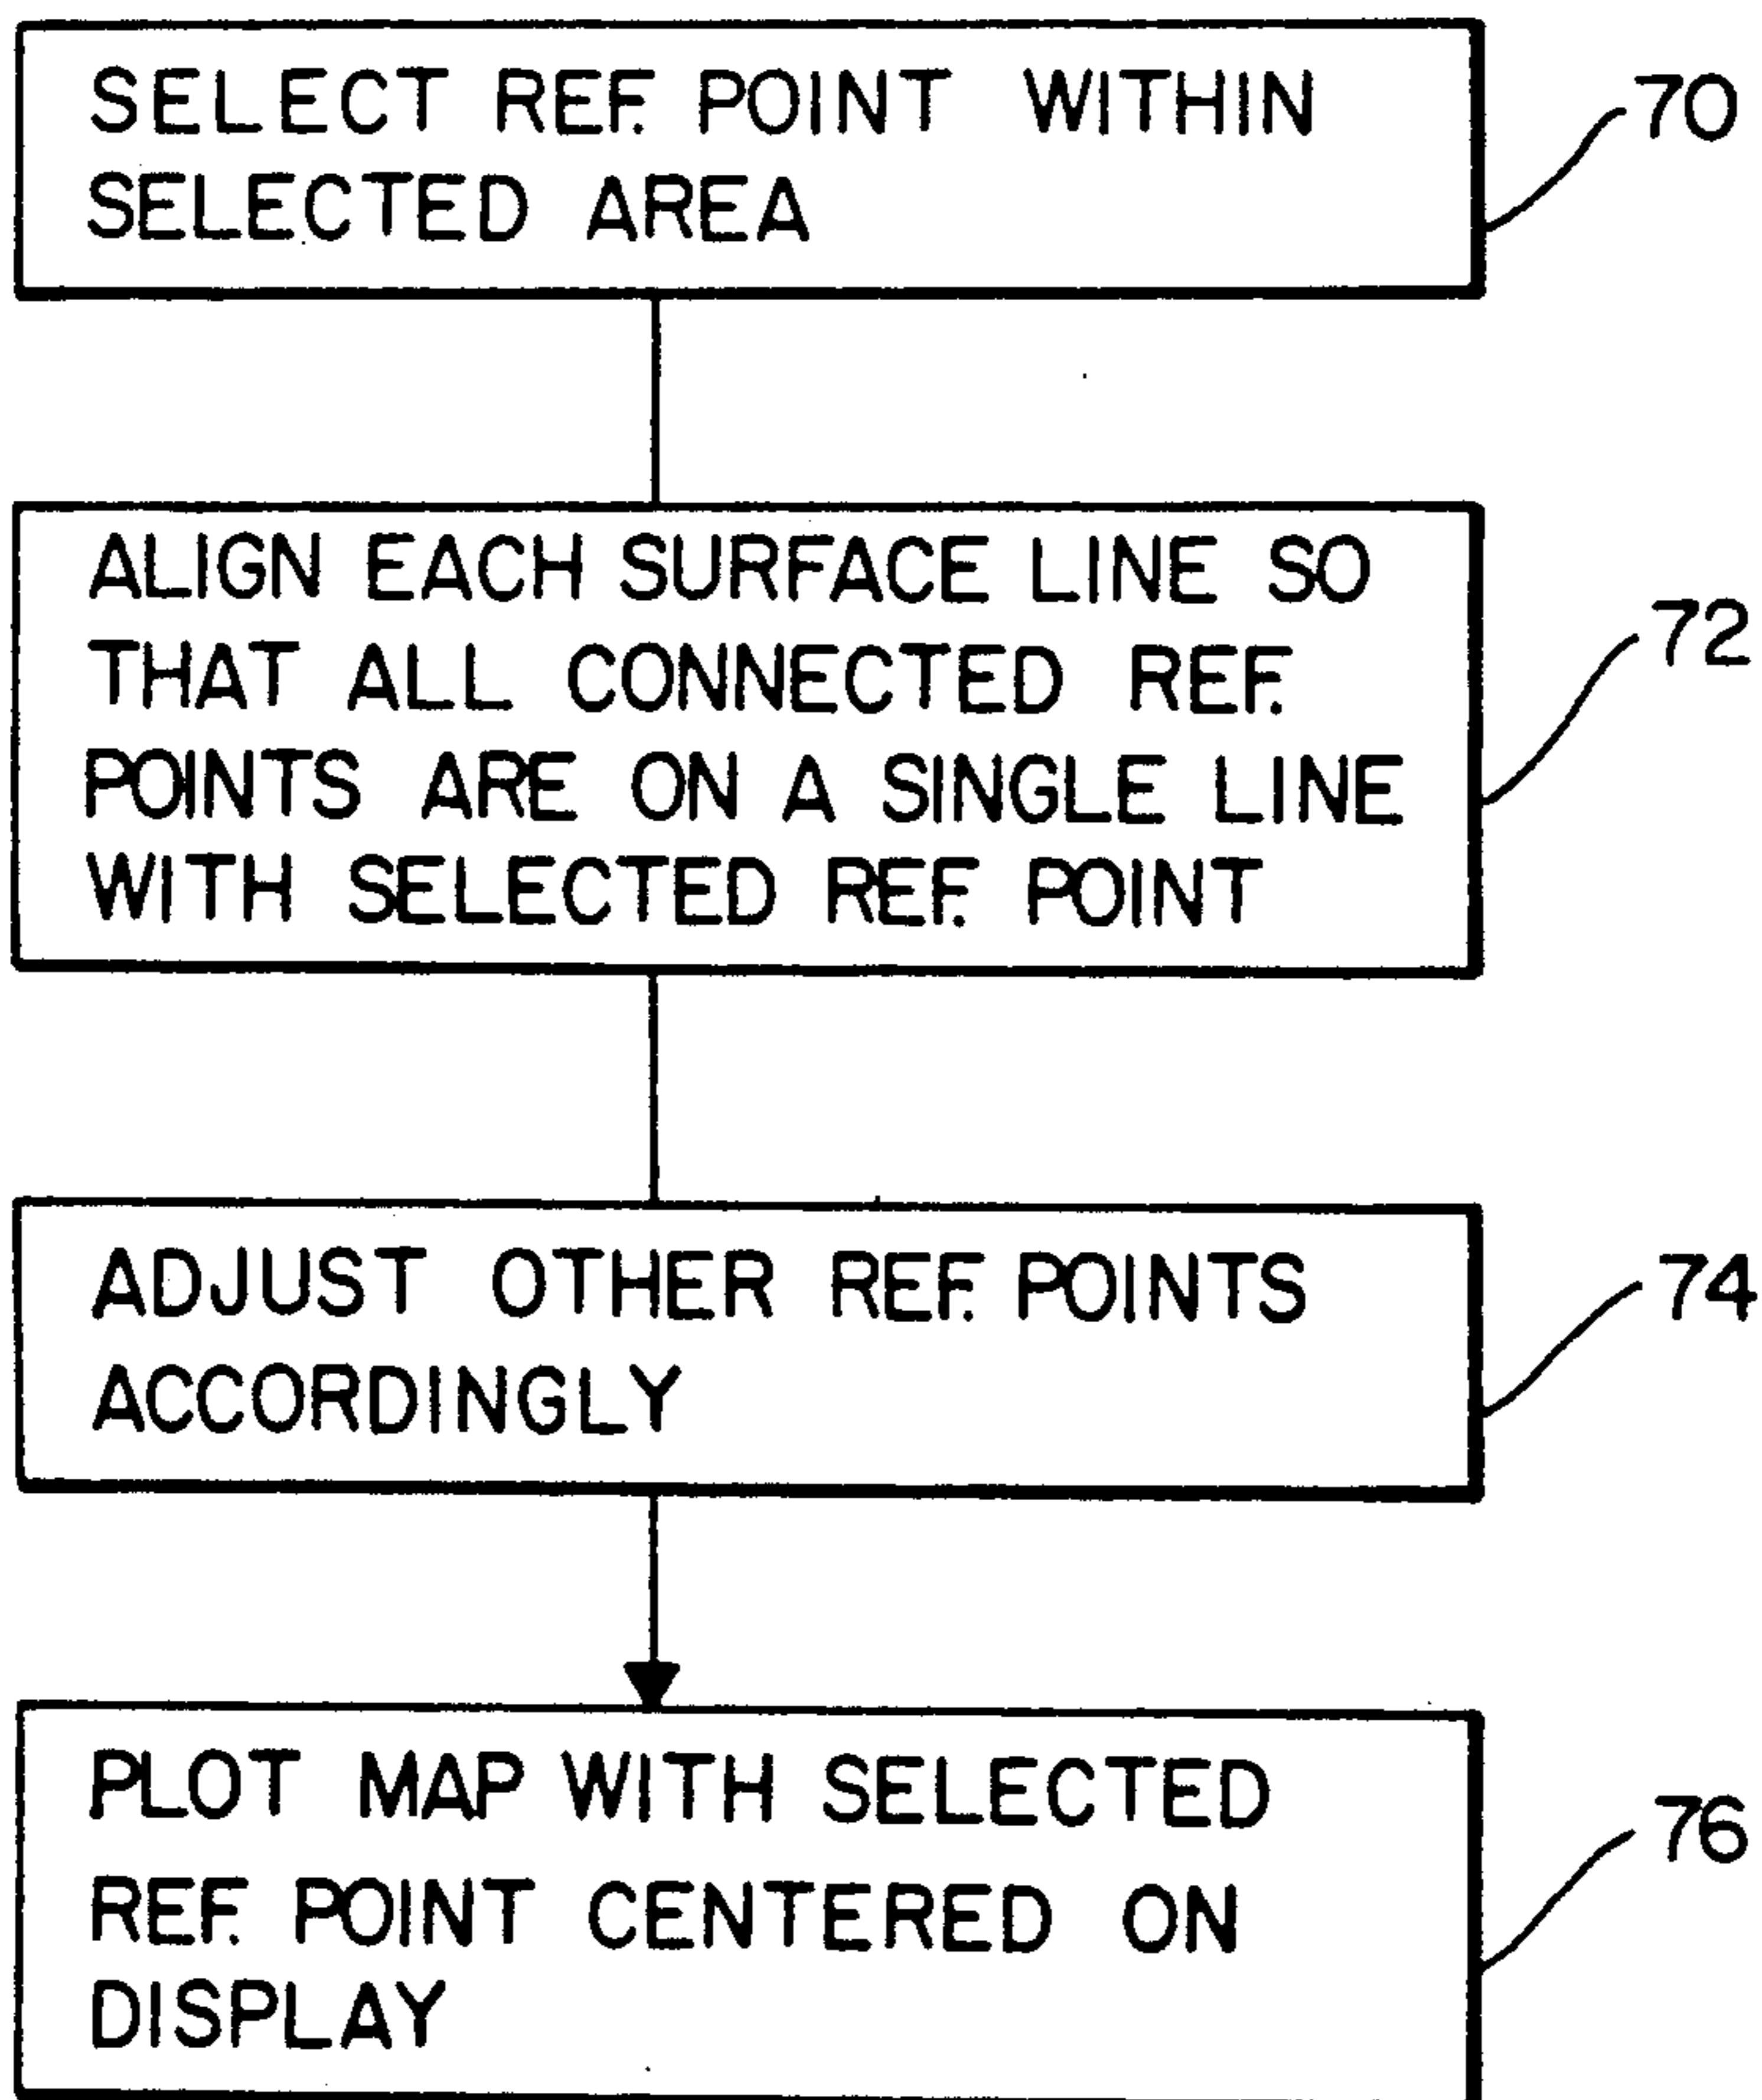 SELECT REF. POINT WITHIN
SELECTED AREA
70
ALIGN EACH SURFACE LINE SO
THAT ALL CONNECTED REF.
POINTS ARE ON A SINGLE LINE
WITH SELECTED REF. POINT
72
ADJUST OTHER REF. POINTS
ACCORDINGLY
74
PLOT MAP WITH SELECTED
REF. POINT CENTERED ON
DISPLAY
76